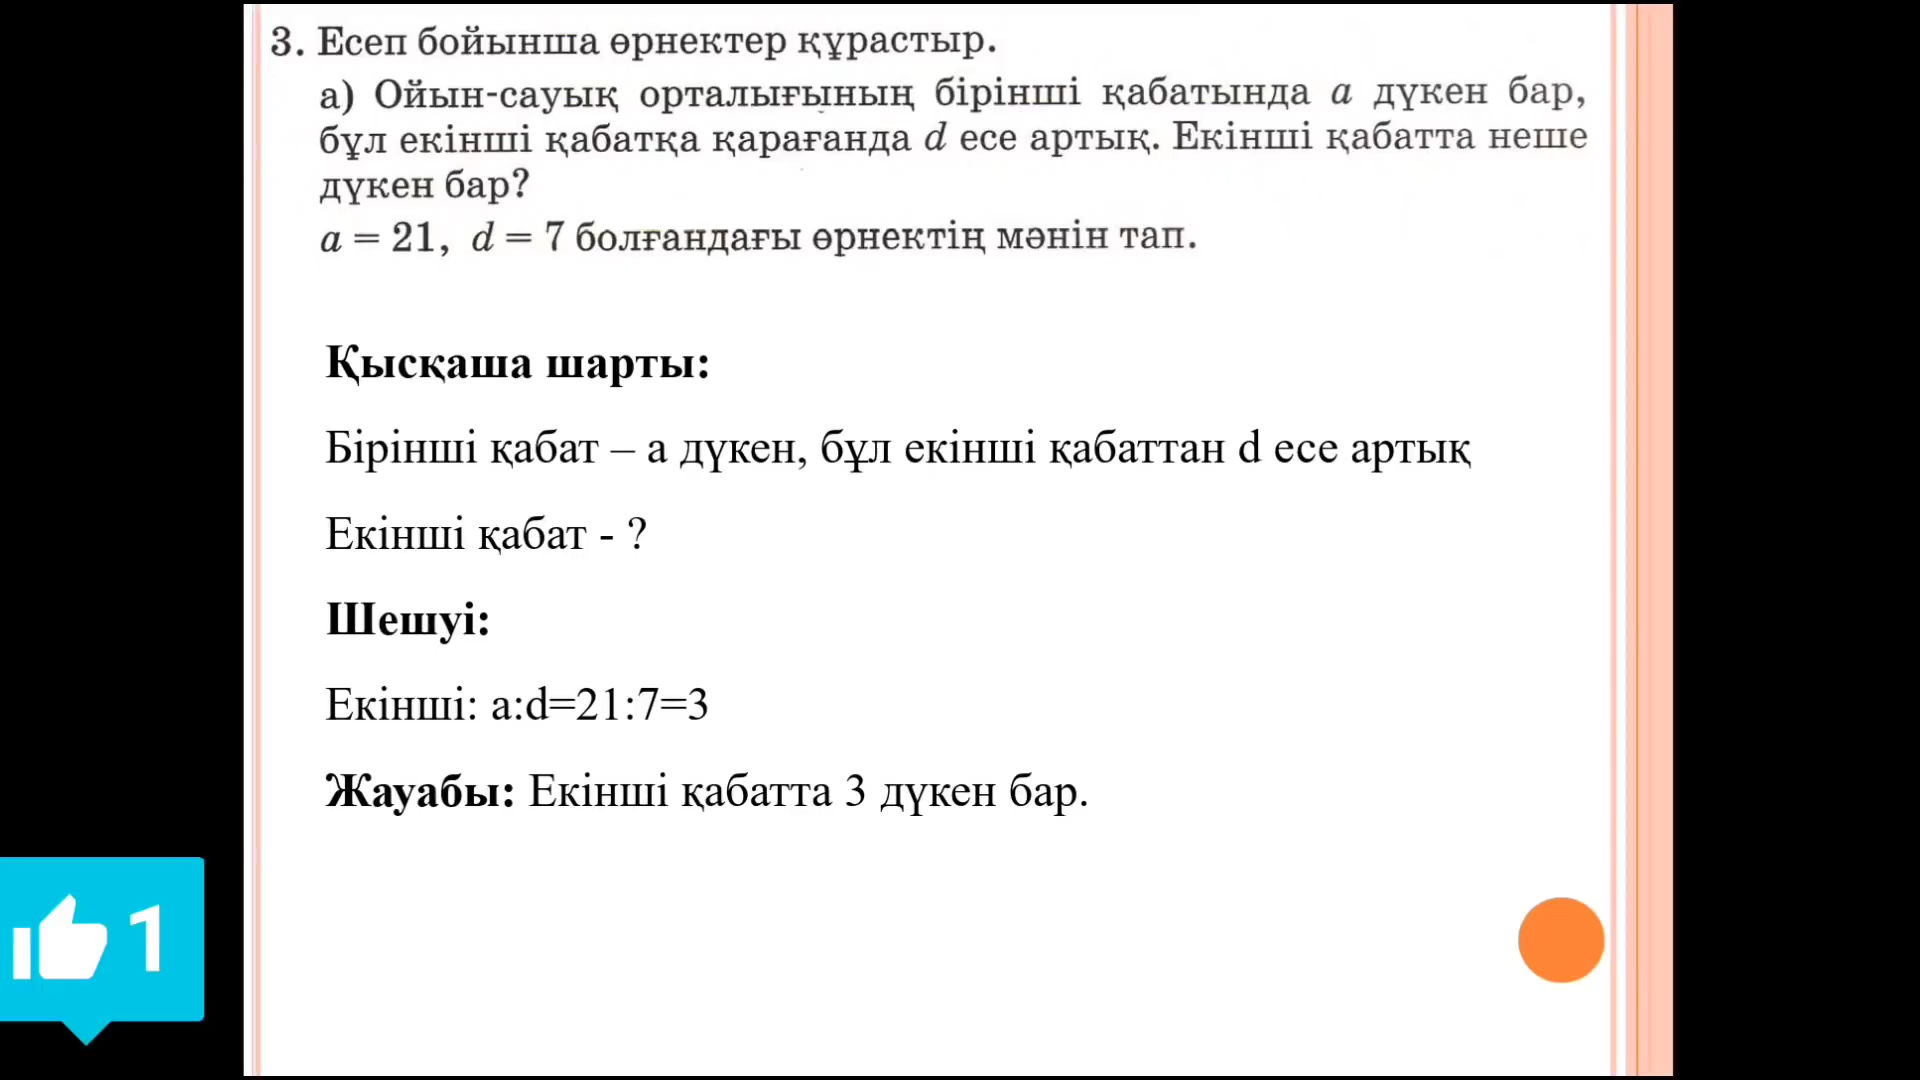 3. Есеп бойынша өрнектер құрастыр.
а) Ойын-сауық орталығының бірінші қабатында a дүкен бар,
бұл екінші қабатқа қарағанда d есе артық. Екінші қабатта неше
дүкен бар?
a = 21, d = 7 болғандағы өрнектің мәнін тап.
Қысқаша шарты:
Бірінші қабат – а дүкен, бұл екінші қабаттан d есе артық
Екінші қабат - ?
Шешуі:
Екінші: a:d=21:7=3
Жауабы: Екінші қабатта 3 дүкен бар.
1